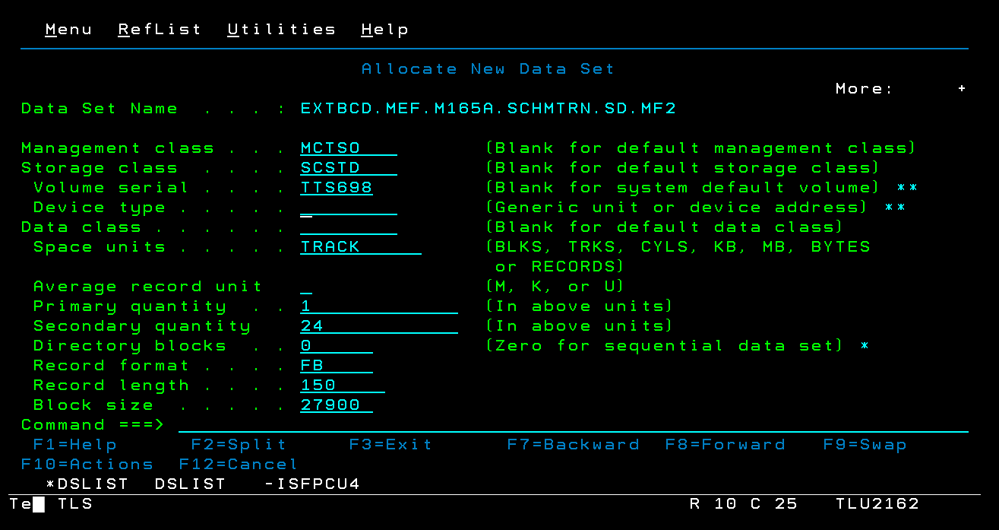 Menu RefList Utilities Help
Allocate New Data Set
More: +
Data Set Name . . . : EXTBCD.MEF.M165A.SCHMTRN.SD.MF2
Management class . . . MCTSO (Blank for default management class)
Storage class . . . . SCSTD (Blank for default storage class)
Volume serial . . . . TTS698 (Blank for system default volume) **
Device type . . . . . (Generic unit or device address) **
Data class . . . . . . (Blank for default data class)
Space units . . . . . TRACK (BLKS, TRKS, CYLS, KB, MB, BYTES
or RECORDS)
Average record unit (M, K, or U)
Primary quantity . . 1 (In above units)
Secondary quantity 24 (In above units)
Directory blocks . . 0 (Zero for sequential data set) *
Record format . . . . FB
Record length . . . . 150
Block size . . . . . 27900
Command ===>
F1=Help F2=Split F3=Exit F7=Backward F8=Forward F9=Swap
F10=Actions F12=Cancel
*DSLIST DSLIST -ISFPCU4
Te TLS R 10 C 25 TLU2162